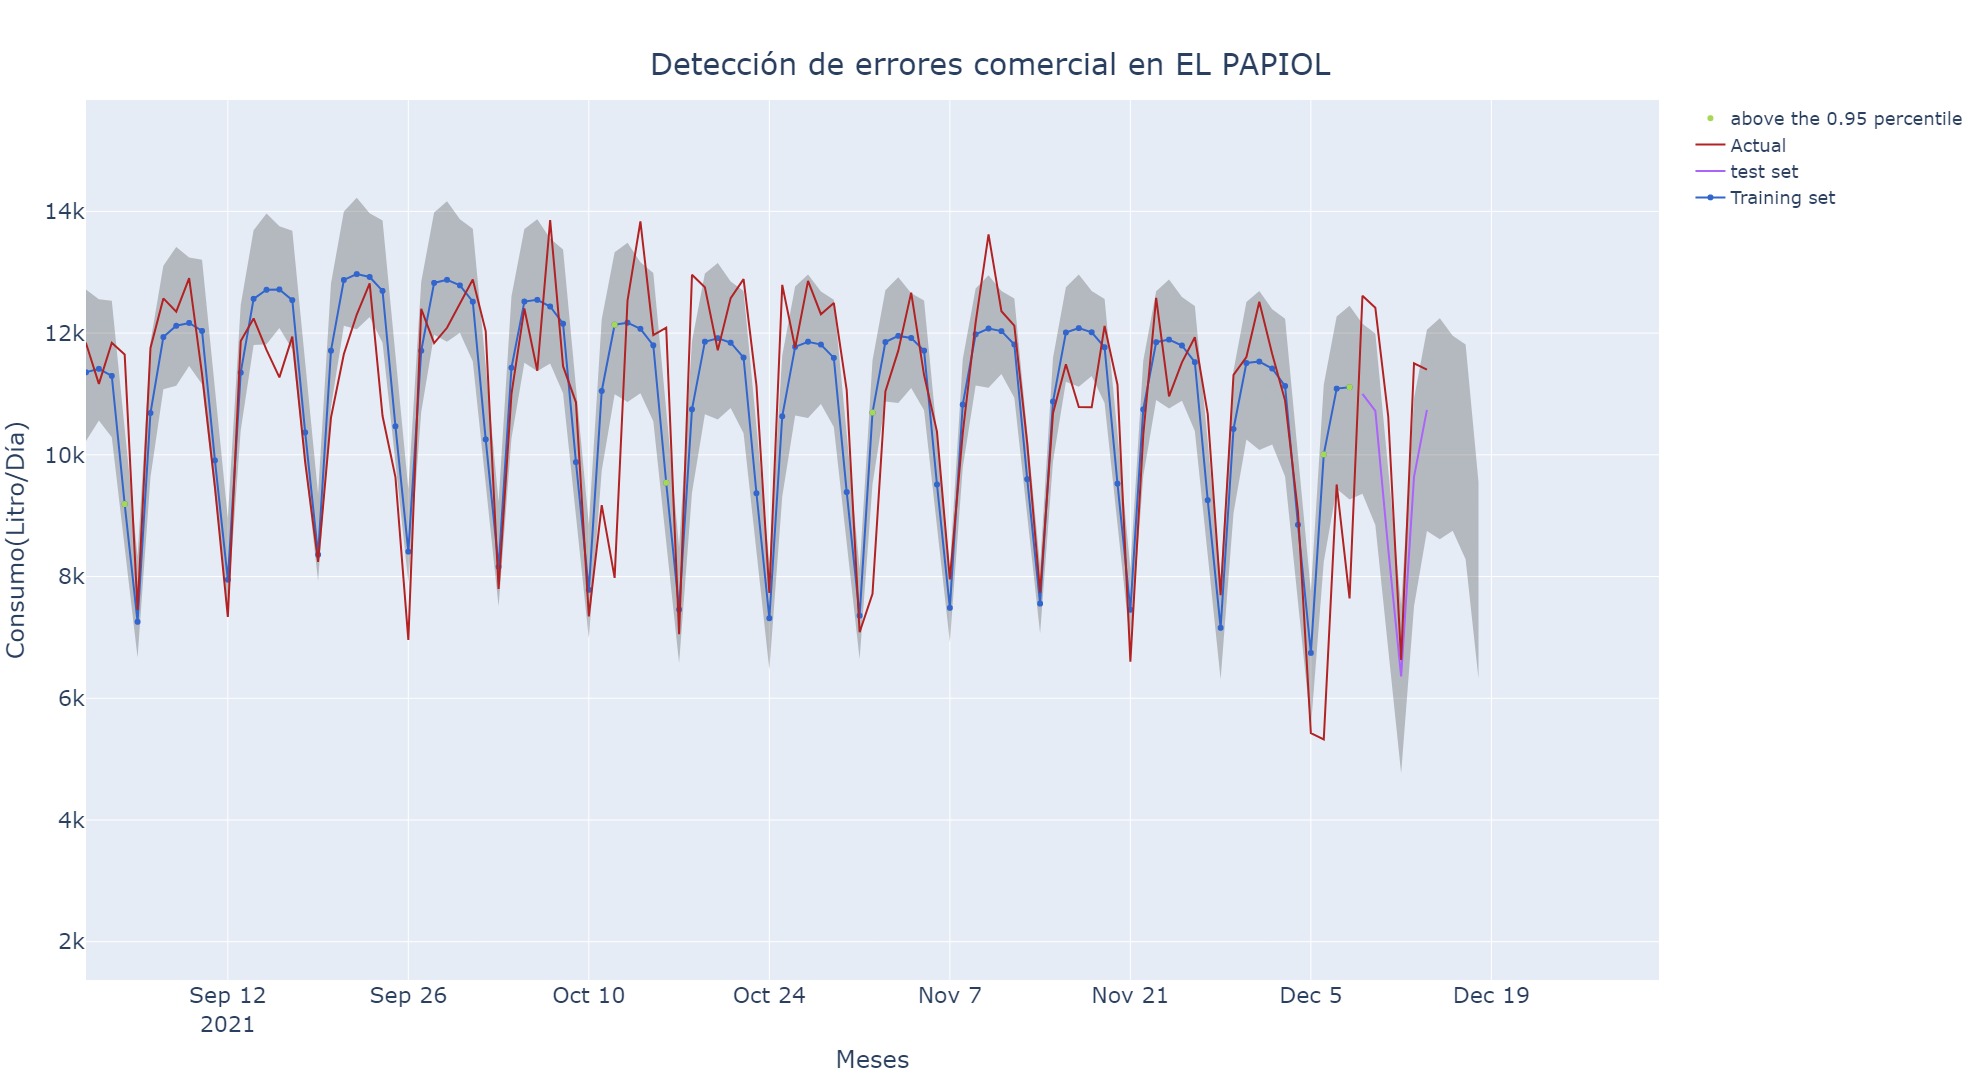 Detección de errores comercial en EL PAPIOL
above the 0.95 percentile
Actual
test set
Training set
14k
12k
10k
8k
6k
4k
2k
Consumo(Litro/Día)
Sep 12
2021
Sep 26
Oct 10
Oct 24
Nov 7
Nov 21
Dec 5
Dec 19
Meses